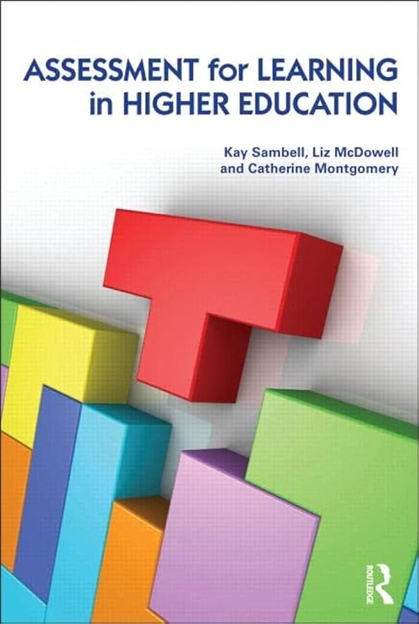 ASSESSMENT for LEARNING
in HIGHER EDUCATION
Kay Sambell, Liz McDowell
and Catherine Montgomery
ROUTLEDGE